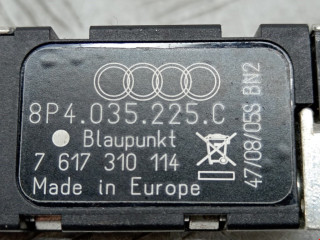 8P4.035.225.C
Blaupunkt
7 617 310 114
Made in Europe
47/08/05S BN2